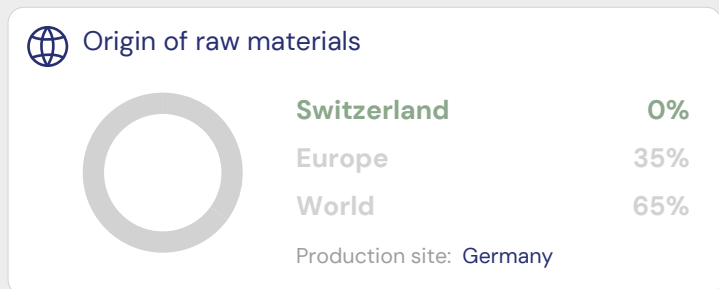 Origin of raw materials
Switzerland 0%
Europe 35%
World 65%
Production site: Germany